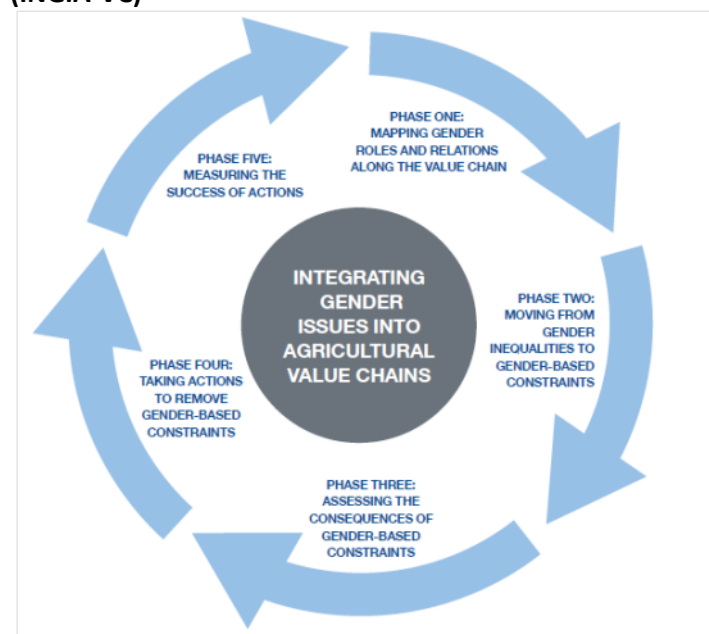 (INGIA-VC)
PHASE ONE:
MAPPING GENDER
ROLES AND RELATIONS
ALONG THE VALUE CHAIN
PHASE TWO:
MOVING FROM
GENDER
INEQUALITIES TO
GENDER-BASED
CONSTRAINTS
PHASE THREE:
ASSESSING THE
CONSEQUENCES OF
GENDER-BASED
CONSTRAINTS
PHASE FOUR:
TAKING ACTIONS
TO REMOVE
GENDER-BASED
CONSTRAINTS
PHASE FIVE:
MEASURING THE
SUCCESS OF ACTIONS
INTEGRATING
GENDER
ISSUES INTO
AGRICULTURAL
VALUE CHAINS